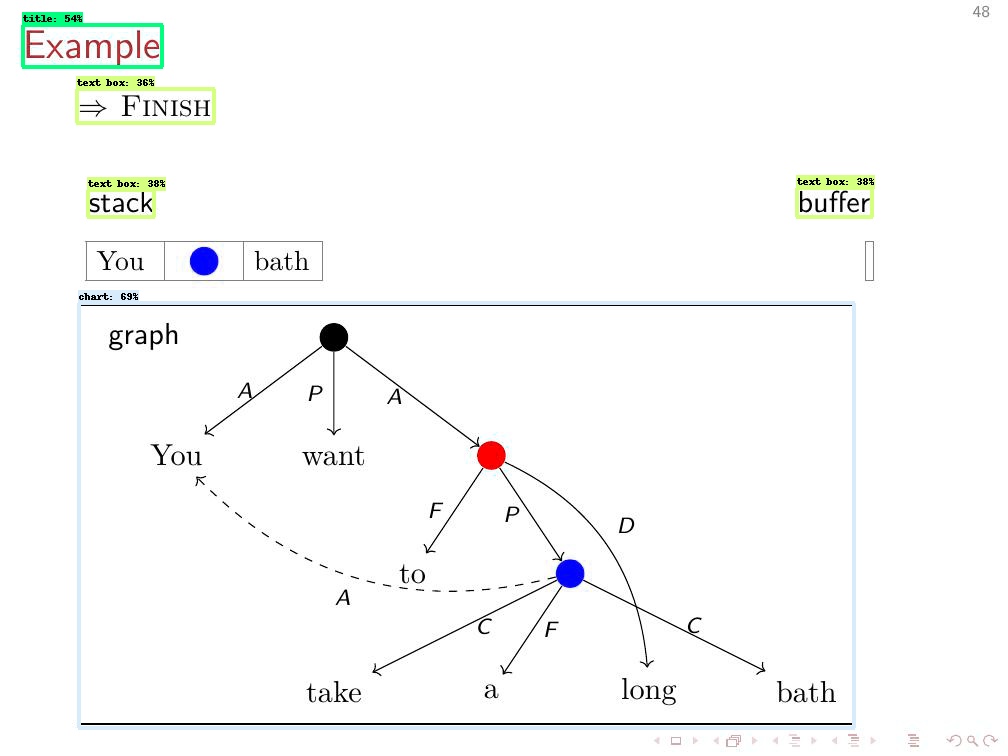 48
title: 54%
Example
text box: 36%
⇒ FINISH
text box: 38%
stack
text box: 38%
buffer
You bath
chart: 69%
graph
A P A
You want
F P D
to
A C F C
take a long bath